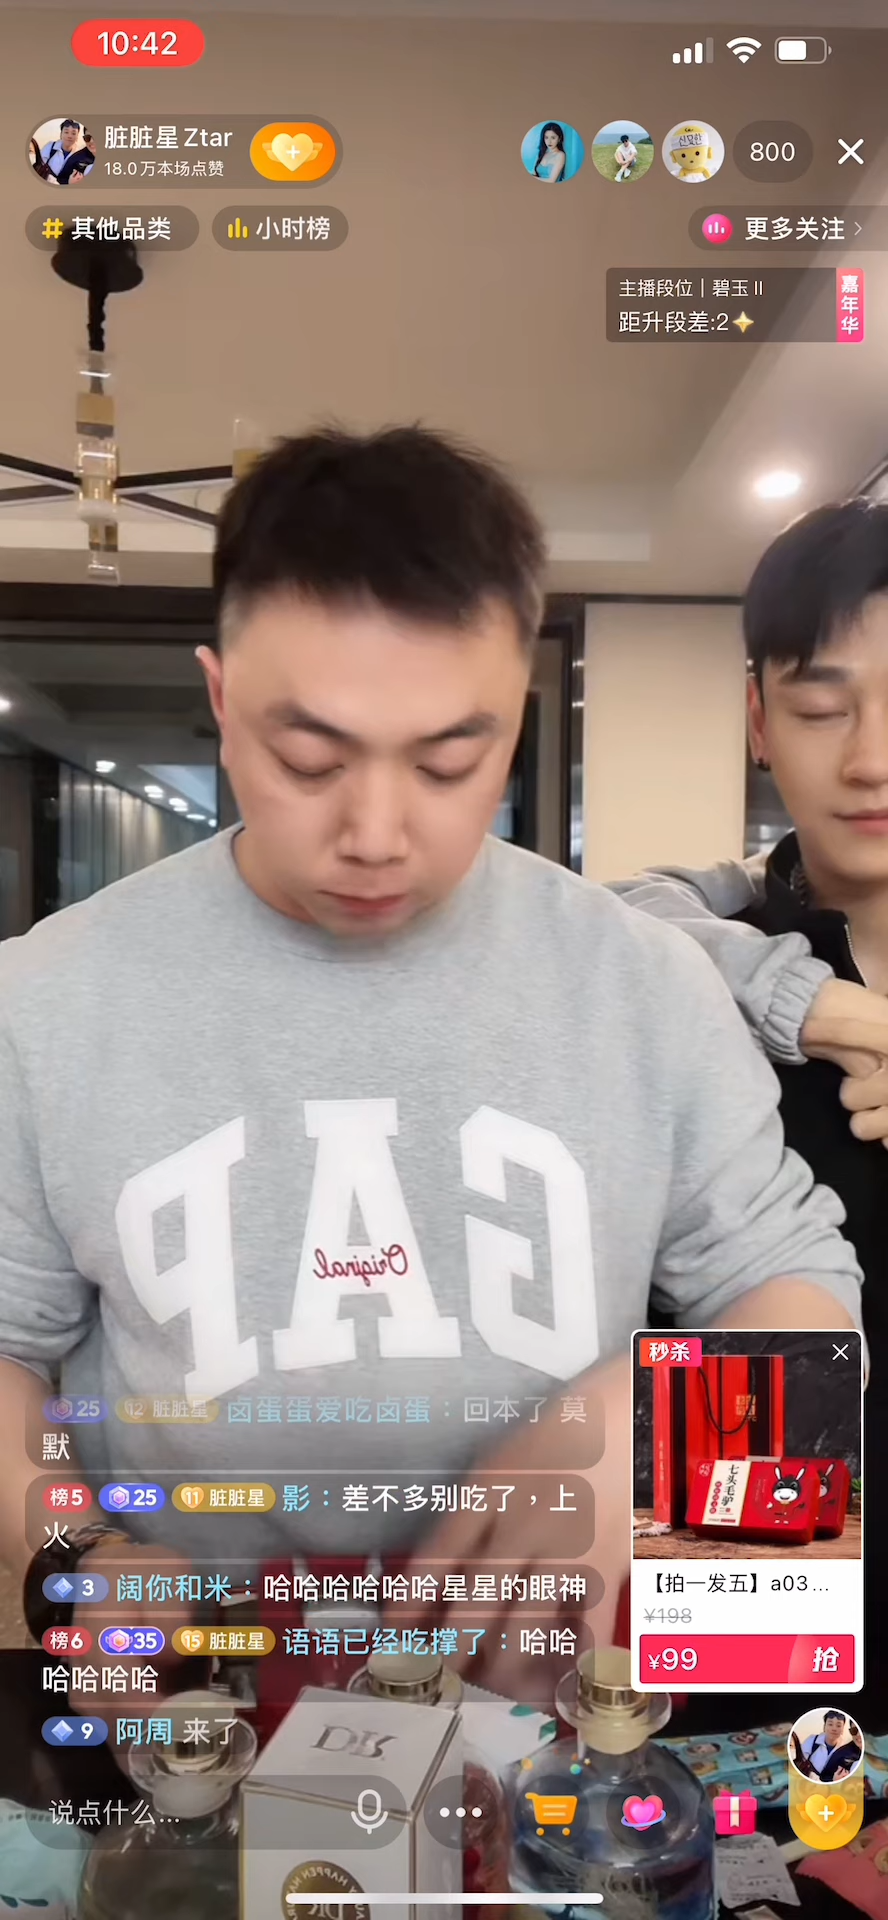 10:42
脏脏星Ztar
18.0万本场点赞
신묘한
800
其他品类
小时榜
更多关注
主播段位 | 碧玉 II
距升段差:2
嘉年华
GAP
Original
25 12 脏脏星 卤蛋蛋爱吃卤蛋：回本了 莫
默
榜5 25 11 脏脏星 影：差不多别吃了，上
火
3 阔你和米：哈哈哈哈哈哈星星的眼神
榜6 35 15 脏脏星 语语已经吃撑了：哈哈
哈哈哈哈
9 阿周 来了
秒杀
七头毛驴
【拍一发五】a03...
¥198
¥99
抢
说点什么...